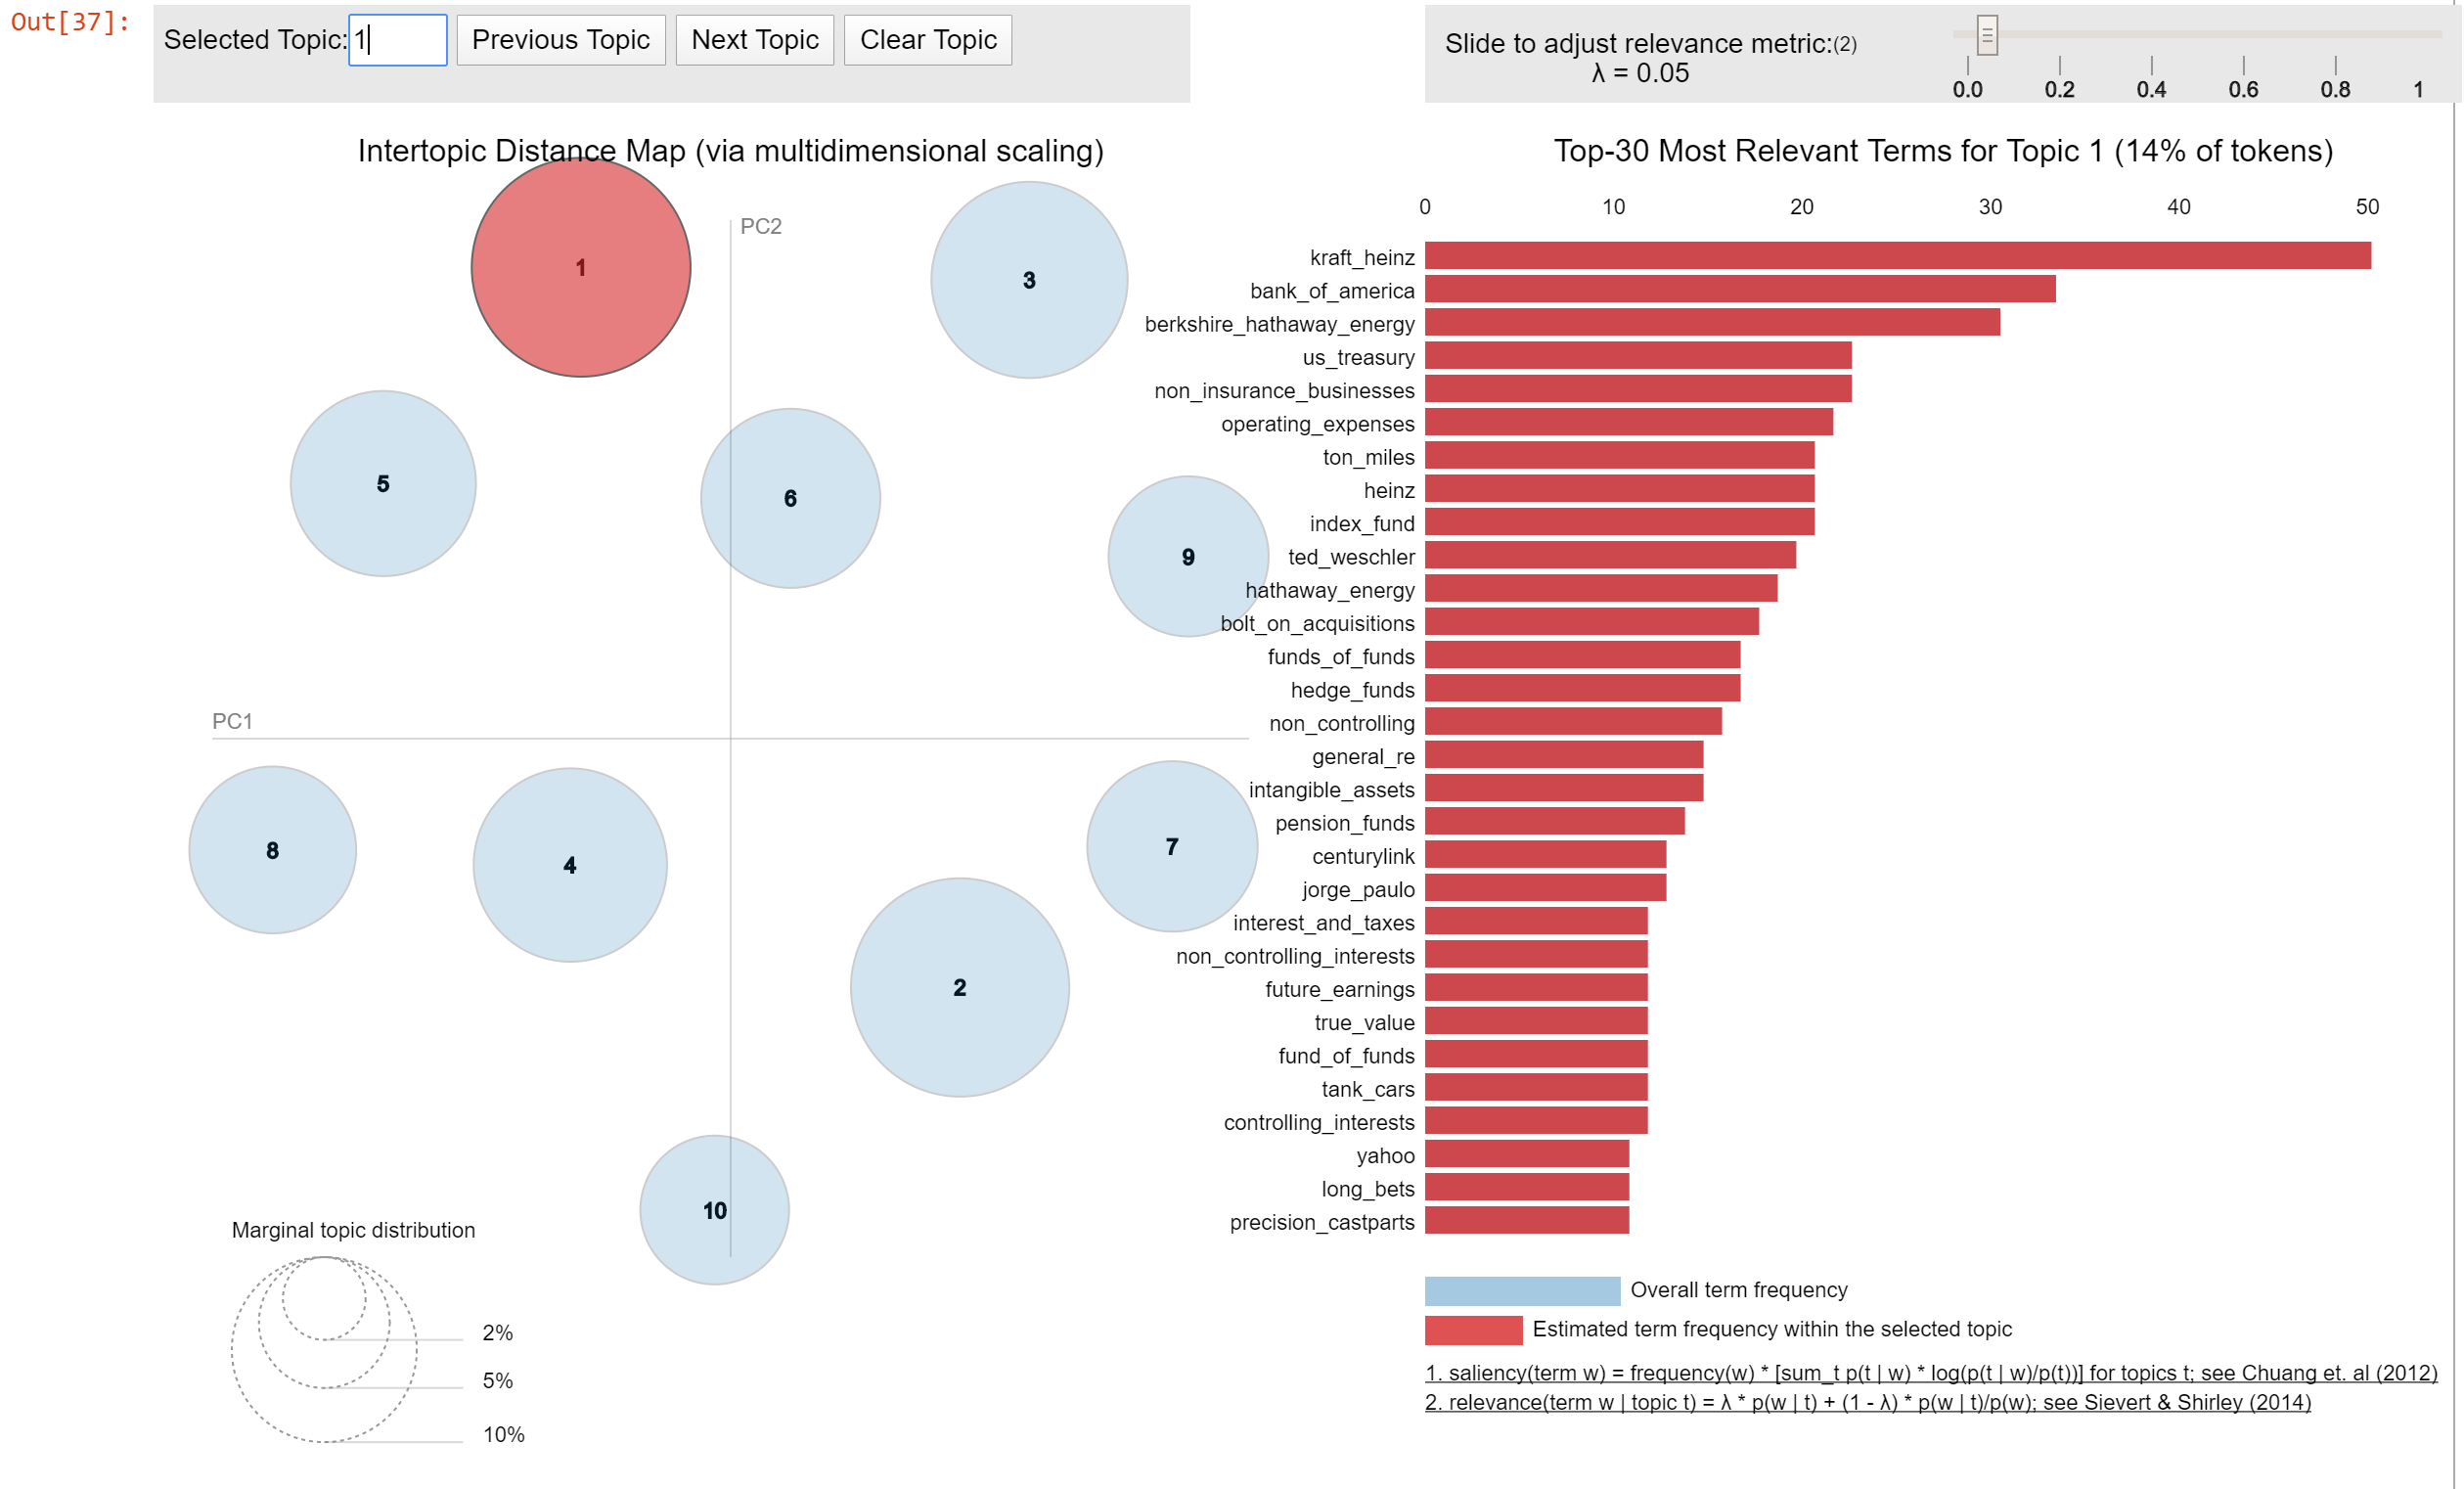 Out[37]:
Selected Topic: 1 Previous Topic Next Topic Clear Topic
Slide to adjust relevance metric:(2)
λ = 0.05
0.0 0.2 0.4 0.6 0.8 1
Intertopic Distance Map (via multidimensional scaling)
PC2
PC1
1
3
5
6
9
8
4
7
2
10
Marginal topic distribution
2%
5%
10%
Top-30 Most Relevant Terms for Topic 1 (14% of tokens)
0 10 20 30 40 50
kraft_heinz
bank_of_america
berkshire_hathaway_energy
us_treasury
non_insurance_businesses
operating_expenses
ton_miles
heinz
index_fund
ted_weschler
hathaway_energy
bolt_on_acquisitions
funds_of_funds
hedge_funds
non_controlling
general_re
intangible_assets
pension_funds
centurylink
jorge_paulo
interest_and_taxes
non_controlling_interests
future_earnings
true_value
fund_of_funds
tank_cars
controlling_interests
yahoo
long_bets
precision_castparts
Overall term frequency
Estimated term frequency within the selected topic
1. saliency(term w) = frequency(w) * [sum_t p(t | w) * log(p(t | w)/p(t))] for topics t; see Chuang et. al (2012)
2. relevance(term w | topic t) = λ * p(w | t) + (1 - λ) * p(w | t)/p(w); see Sievert & Shirley (2014)